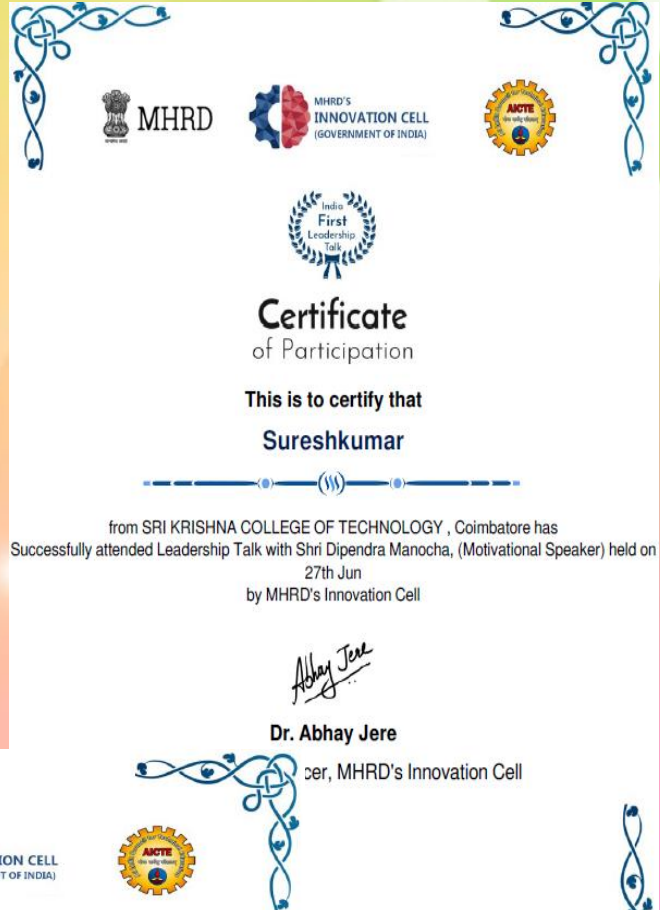 MHRD
MHRD'S
INNOVATION CELL
(GOVERNMENT OF INDIA)
AICTE
India
First
Leadership
Talk
Certificate
of Participation
This is to certify that
Sureshkumar
from SRI KRISHNA COLLEGE OF TECHNOLOGY , Coimbatore has
Successfully attended Leadership Talk with Shri Dipendra Manocha, (Motivational Speaker) held on
27th Jun
by MHRD's Innovation Cell
Abhay Jere
Dr. Abhay Jere
cer, MHRD's Innovation Cell
ION CELL
T OF INDIA)
AICTE